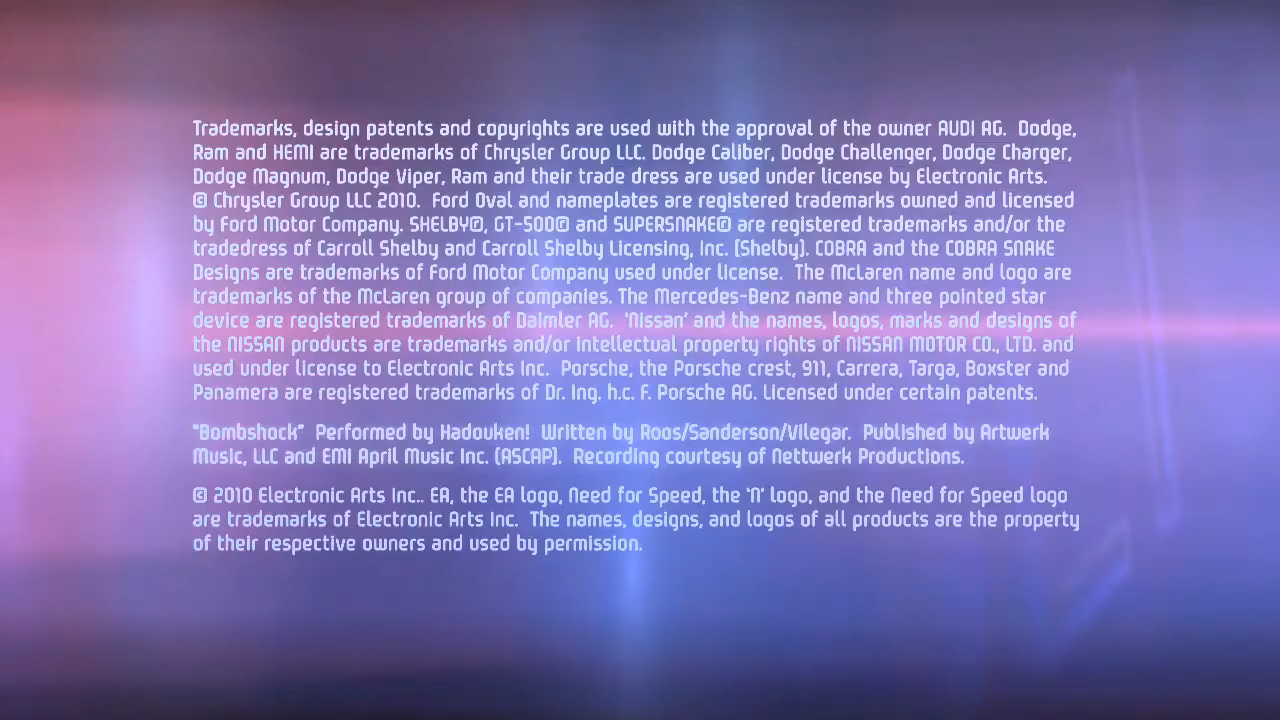 Trademarks, design patents and copyrights are used with the approval of the owner AUDI AG.  Dodge,
Ram and HEMI are trademarks of Chrysler Group LLC. Dodge Caliber, Dodge Challenger, Dodge Charger,
Dodge Magnum, Dodge Viper, Ram and their trade dress are used under license by Electronic Arts.
© Chrysler Group LLC 2010.  Ford Oval and nameplates are registered trademarks owned and licensed
by Ford Motor Company. SHELBY®, GT-500® and SUPERSNAKE® are registered trademarks and/or the
tradedress of Carroll Shelby and Carroll Shelby Licensing, Inc. (Shelby). COBRA and the COBRA SNAKE
Designs are trademarks of Ford Motor Company used under license.  The McLaren name and logo are
trademarks of the McLaren group of companies. The Mercedes-Benz name and three pointed star
device are registered trademarks of Daimler AG.  'Nissan' and the names, logos, marks and designs of
the NISSAN products are trademarks and/or intellectual property rights of NISSAN MOTOR CO., LTD. and
used under license to Electronic Arts Inc.  Porsche, the Porsche crest, 911, Carrera, Targa, Boxster and
Panamera are registered trademarks of Dr. Ing. h.c. F. Porsche AG. Licensed under certain patents.
"Bombshock"  Performed by Hadouken!  Written by Roos/Sanderson/Vilegar.  Published by Artwerk
Music, LLC and EMI April Music Inc. (ASCAP).  Recording courtesy of Nettwerk Productions.
© 2010 Electronic Arts Inc.. EA, the EA logo, Need for Speed, the 'N' logo, and the Need for Speed logo
are trademarks of Electronic Arts Inc.  The names, designs, and logos of all products are the property
of their respective owners and used by permission.